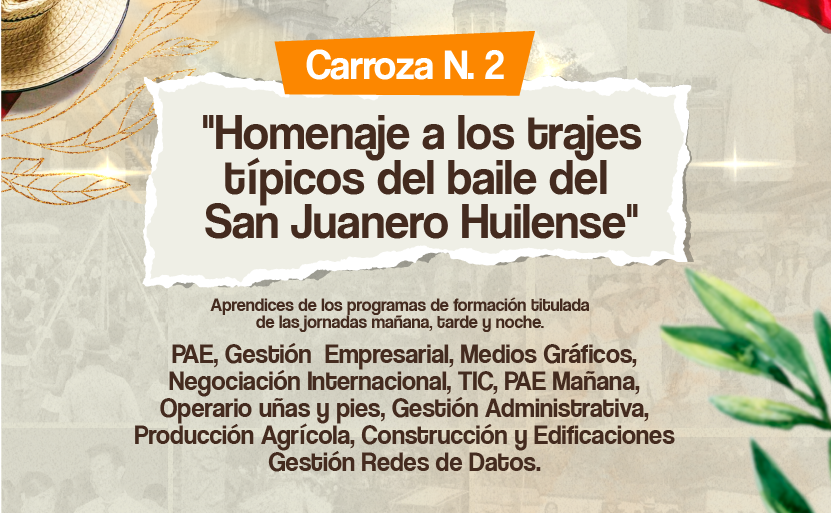 Carroza N. 2
"Homenaje a los trajes
típicos del baile del
San Juanero Huilense"
Aprendices de los programas de formación titulada
de las jornadas mañana, tarde y noche.
PAE, Gestión Empresarial, Medios Gráficos,
Negociación Internacional, TIC, PAE Mañana,
Operario uñas y pies, Gestión Administrativa,
Producción Agrícola, Construcción y Edificaciones
Gestión Redes de Datos.